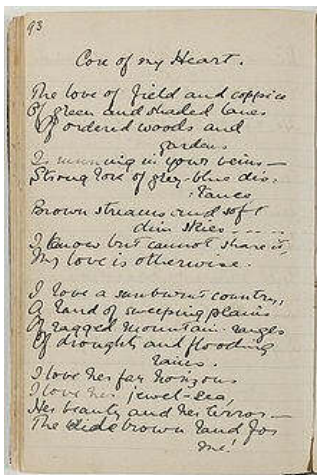 93
Core of my Heart.
The love of field and coppice
Of green and shaded lanes
Of ordered woods and
gardens
Is running in your veins —
Strong love of grey-blue dis:
:tance
Brown streams and soft
dim skies - - - - -
I know but cannot share it,
My love is otherwise.
I love a sunburnt country,
A land of sweeping plains
Of ragged mountain ranges
Of droughts and flooding
rains.
I love her far horizons
I love her jewel-sea,
Her beauty and her terror —
The wide brown land for
me!